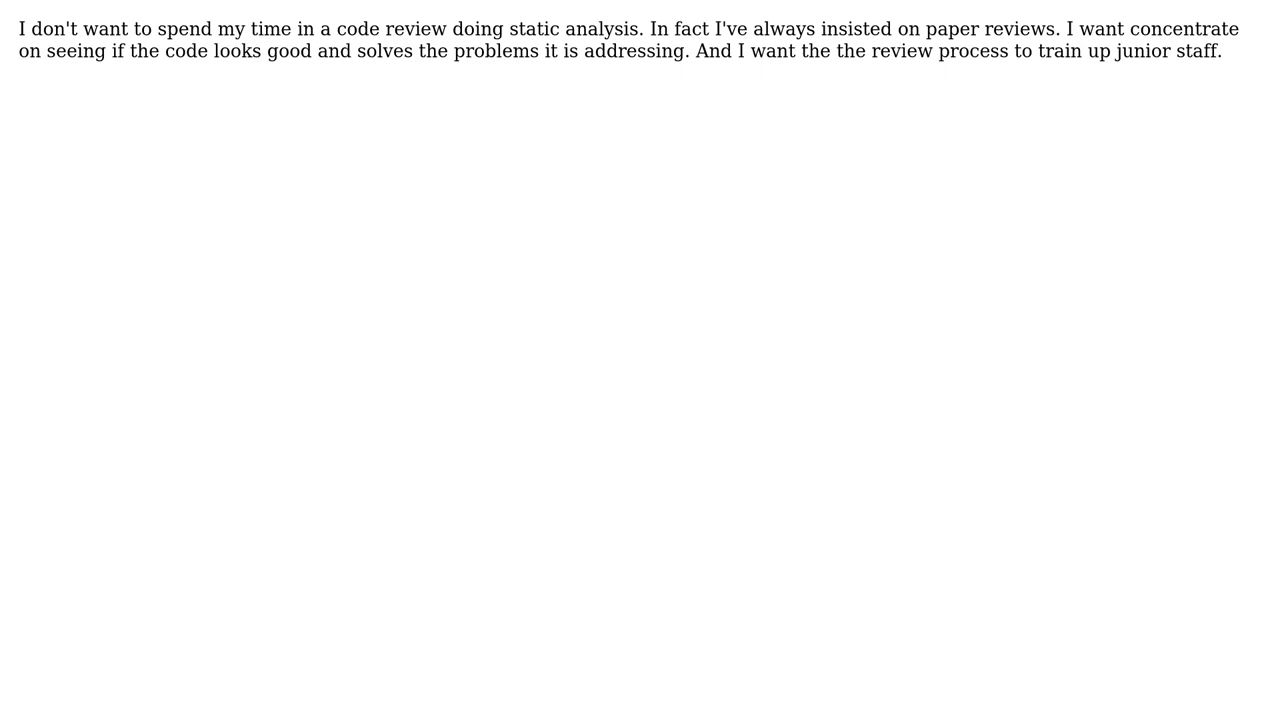 I don't want to spend my time in a code review doing static analysis. In fact I've always insisted on paper reviews. I want concentrate
on seeing if the code looks good and solves the problems it is addressing. And I want the the review process to train up junior staff.